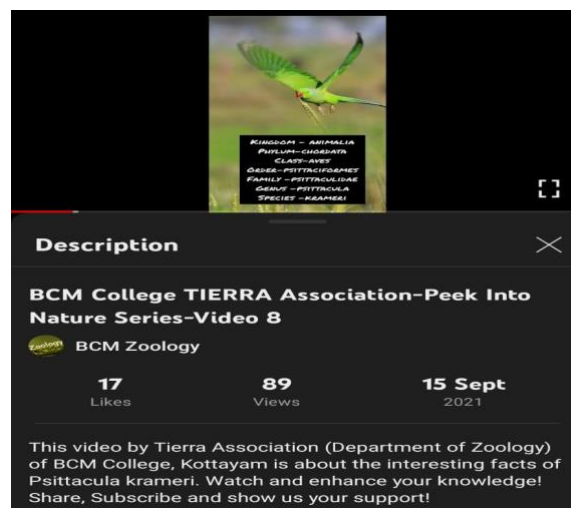 KINGDOM - ANIMALIA
PHYLUM-CHORDATA
CLASS-AVES
ORDER-PSITTACIFORMES
FAMILY -PSITTACULIDAE
GENUS -PSITTACULA
SPECIES -KRAMERI
Description
BCM College TIERRA Association-Peek Into
Nature Series-Video 8
Zoology
BCM Zoology
17 89 15 Sept
Likes Views 2021
This video by Tierra Association (Department of Zoology)
of BCM College, Kottayam is about the interesting facts of
Psittacula krameri. Watch and enhance your knowledge!
Share, Subscribe and show us your support!